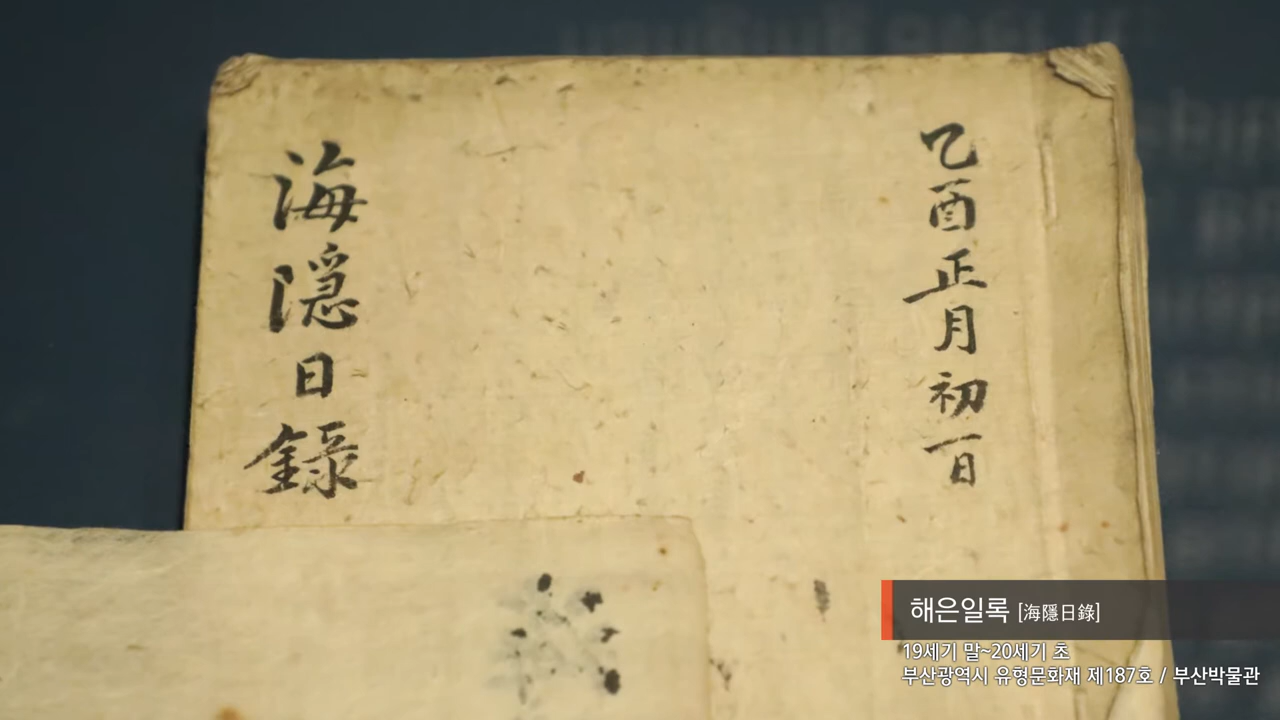 海隠日録
乙酉正月初一日
해은일록 [海隱日錄]
19세기 말~20세기 초
부산광역시 유형문화재 제187호 / 부산박물관